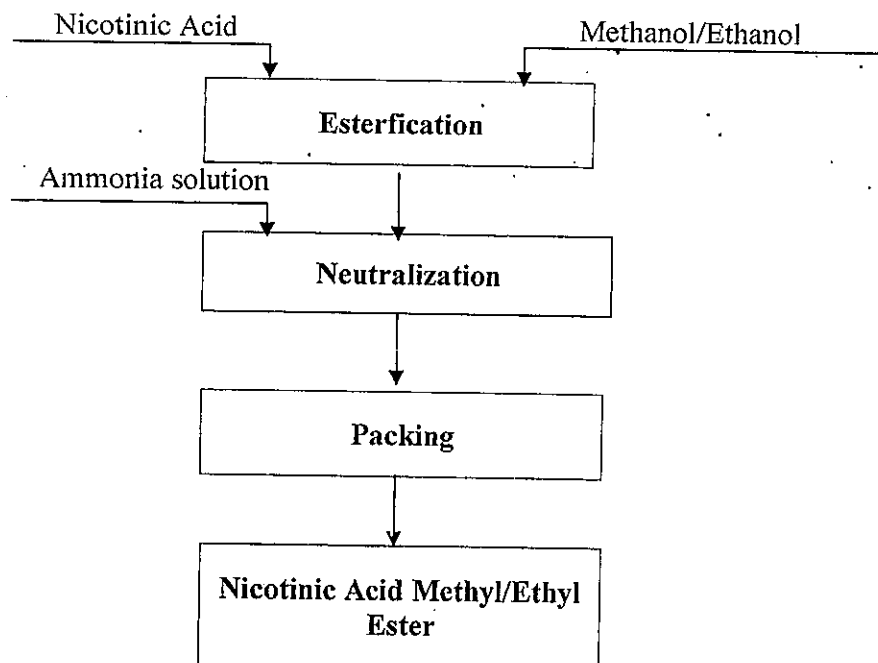 Nicotinic Acid
Methanol/Ethanol
Esterfication
Ammonia solution
Neutralization
Packing
Nicotinic Acid Methyl/Ethyl
Ester